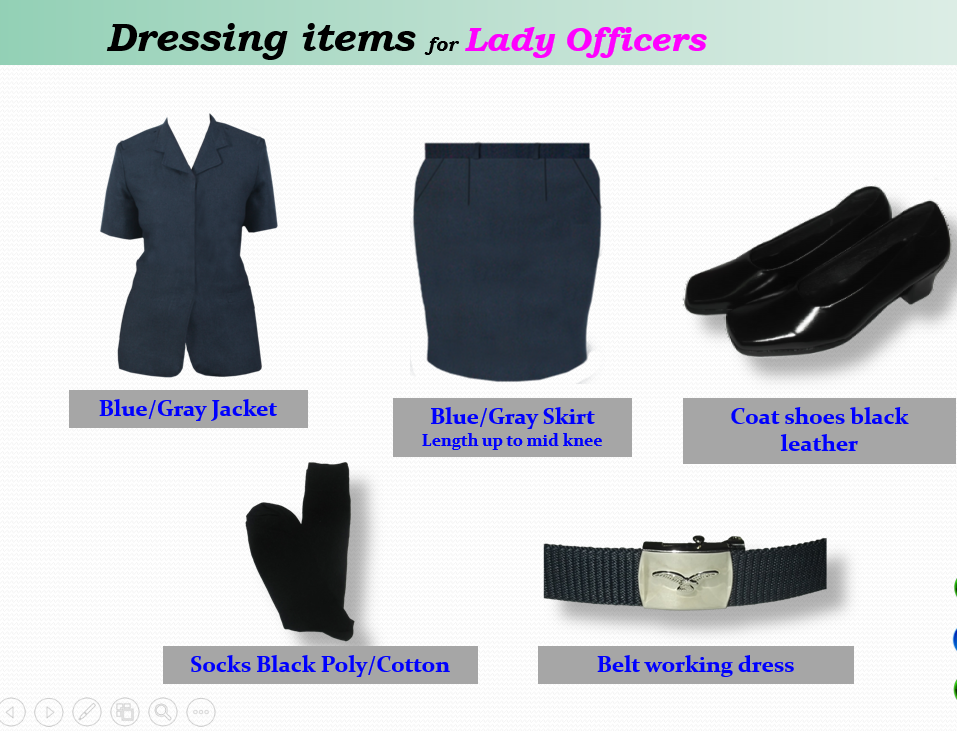 Dressing items for Lady Officers
Blue/Gray Jacket
Blue/Gray Skirt
Length up to mid knee
Coat shoes black
leather
Socks Black Poly/Cotton
Belt working dress